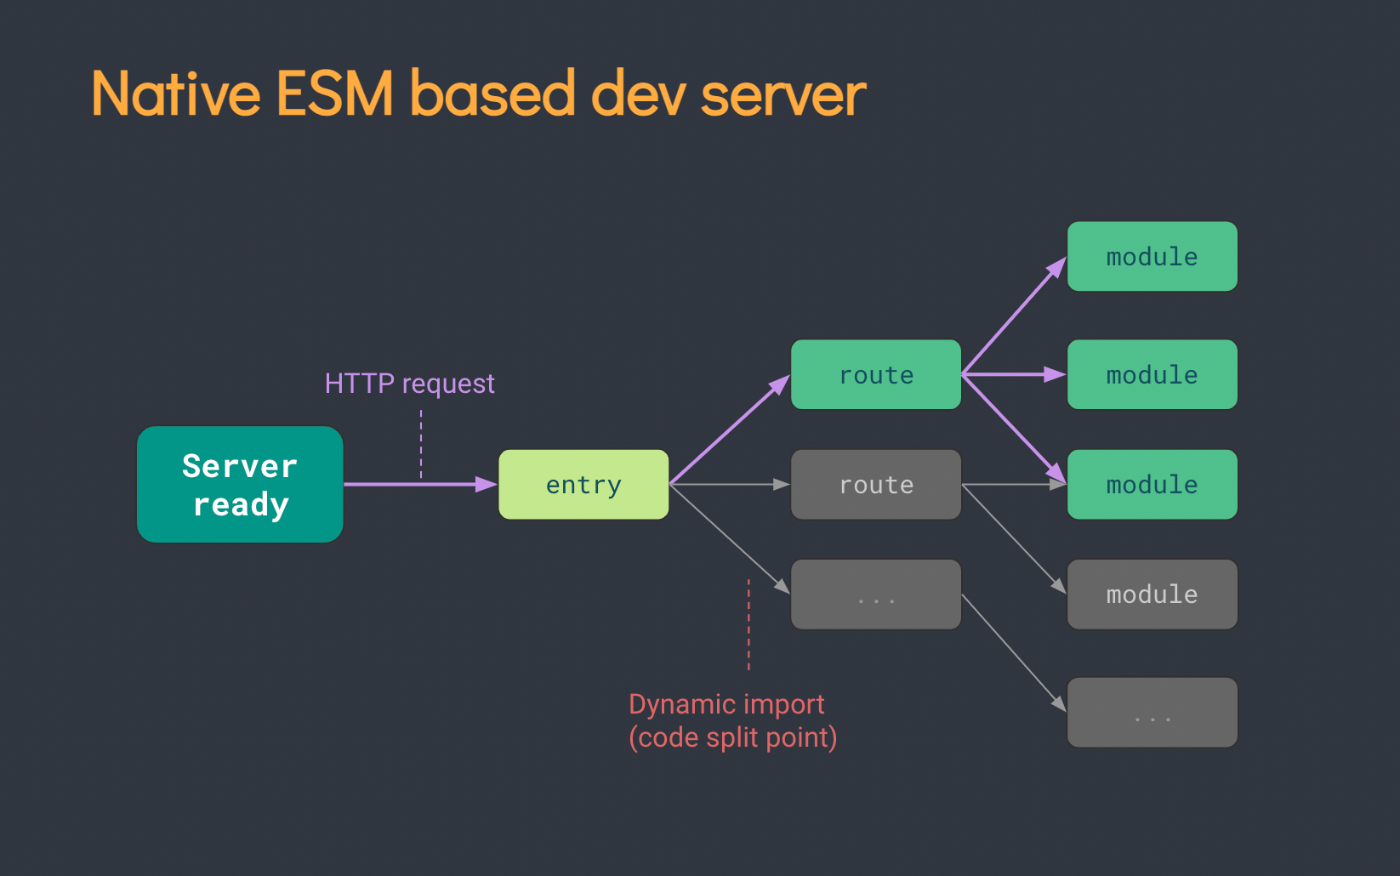 Native ESM based dev server
HTTP request
Server
ready
entry
route
route
...
module
module
module
module
...
Dynamic import
(code split point)